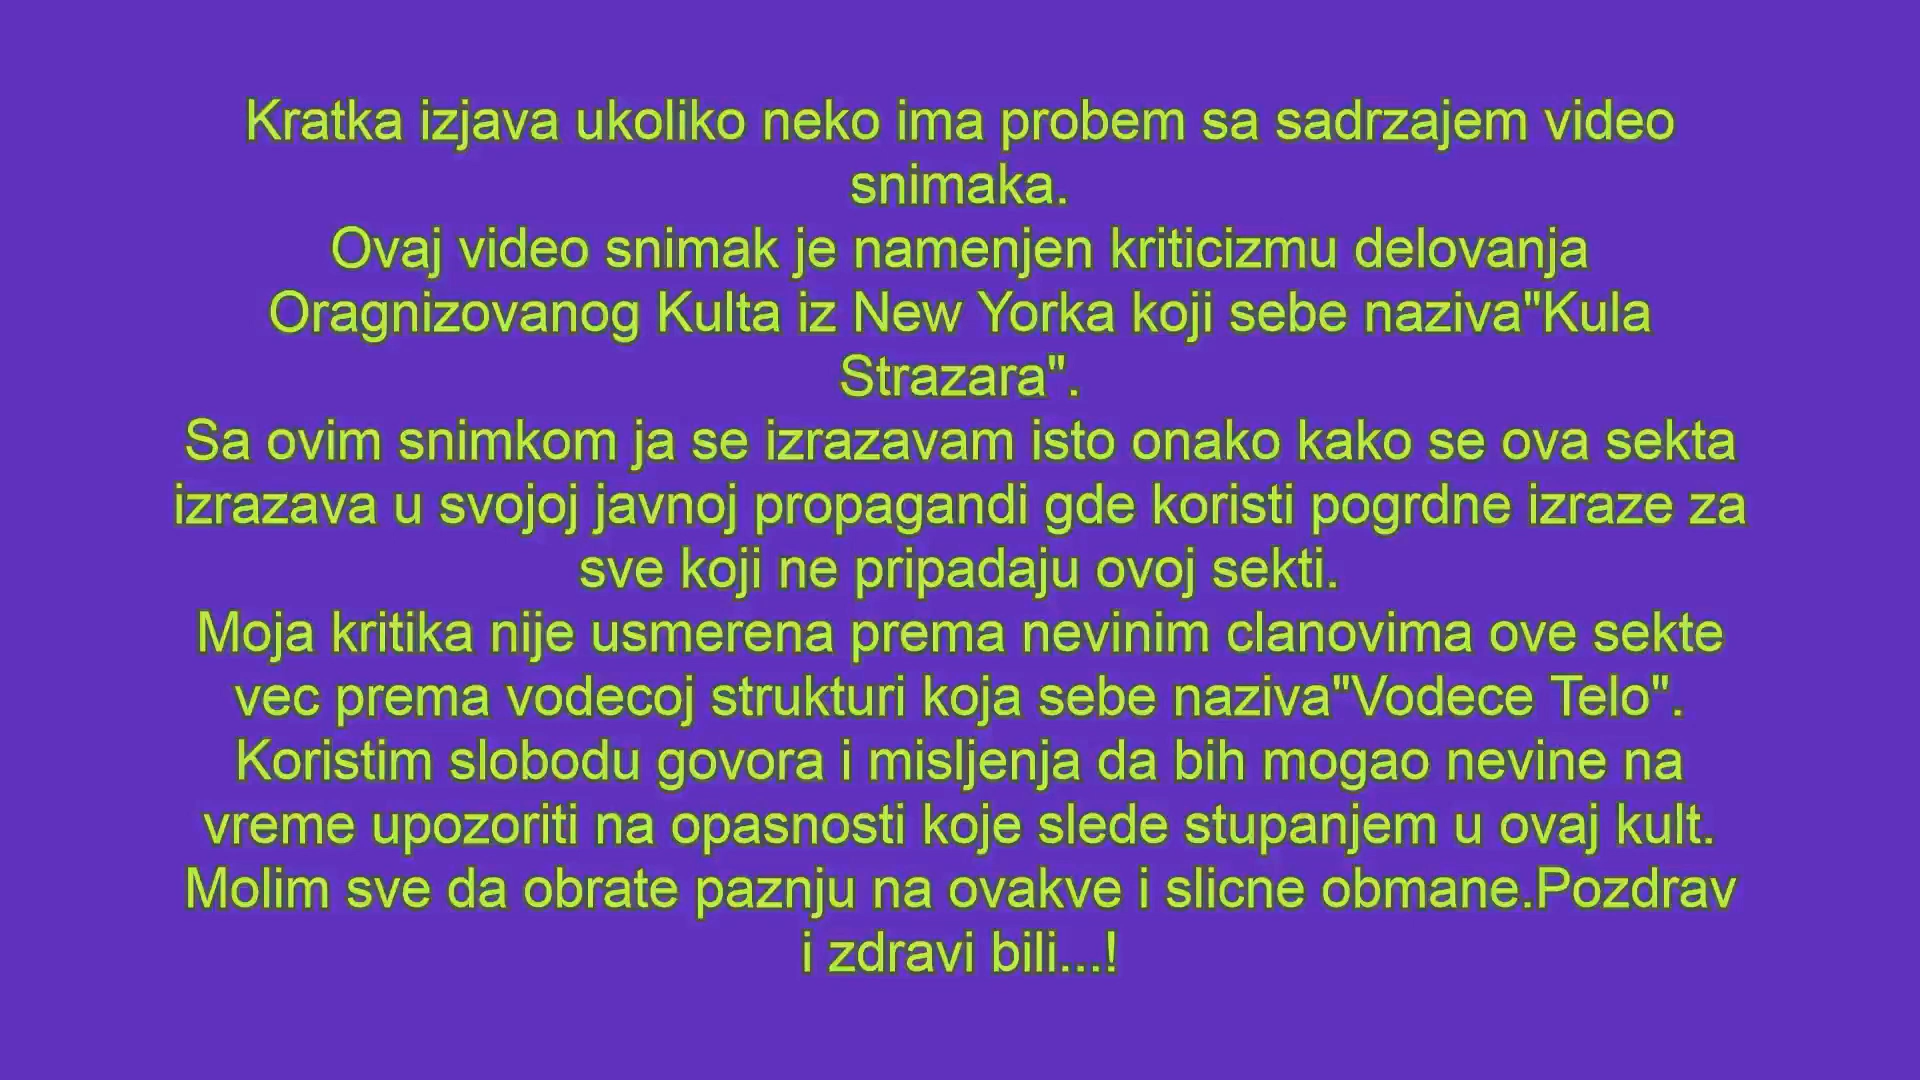 Kratka izjava ukoliko neko ima probem sa sadrzajem video
snimaka.
Ovaj video snimak je namenjen kriticizmu delovanja
Oragnizovanog Kulta iz New Yorka koji sebe naziva"Kula
Strazara".
Sa ovim snimkom ja se izrazavam isto onako kako se ova sekta
izrazava u svojoj javnoj propagandi gde koristi pogrdne izraze za
sve koji ne pripadaju ovoj sekti.
Moja kritika nije usmerena prema nevinim clanovima ove sekte
vec prema vodecoj strukturi koja sebe naziva"Vodece Telo".
Koristim slobodu govora i misljenja da bih mogao nevine na
vreme upozoriti na opasnosti koje slede stupanjem u ovaj kult.
Molim sve da obrate paznju na ovakve i slicne obmane.Pozdrav
i zdravi bili...!